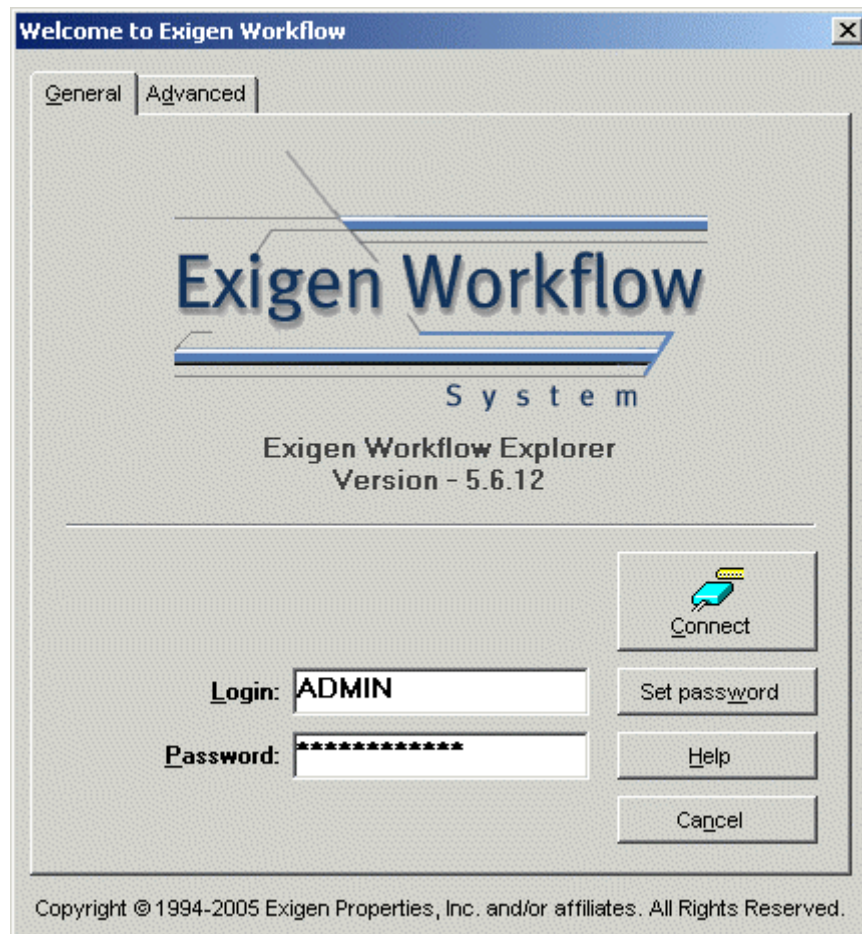 Welcome to Exigen Workflow
General Advanced
Exigen Workflow
System
Exigen Workflow Explorer
Version - 5.6.12
Connect
Login: ADMIN Set password
Password: ************ Help
Cancel
Copyright © 1994-2005 Exigen Properties, Inc. and/or affiliates. All Rights Reserved.